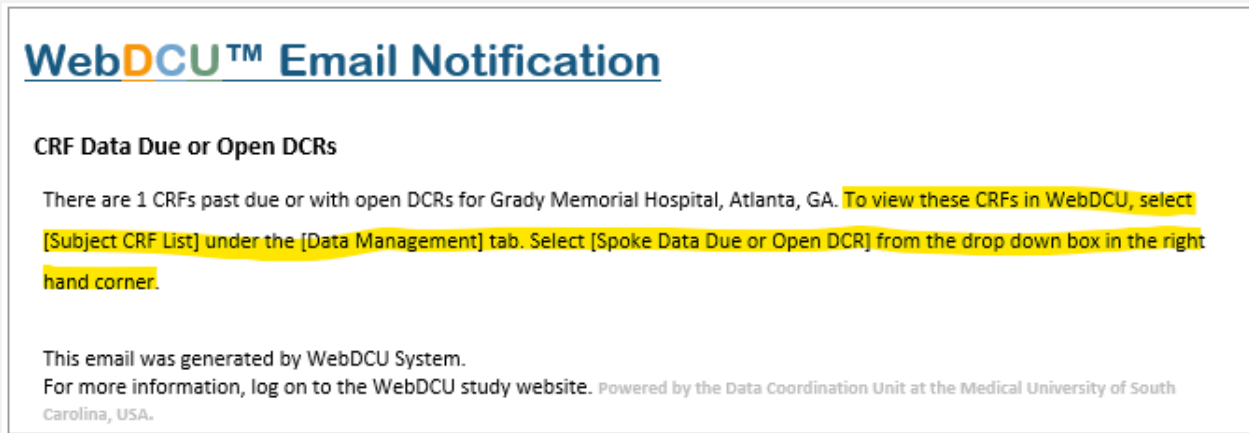 WebDCU™ Email Notification
CRF Data Due or Open DCRs
There are 1 CRFs past due or with open DCRs for Grady Memorial Hospital, Atlanta, GA. To view these CRFs in WebDCU, select
[Subject CRF List] under the [Data Management] tab. Select [Spoke Data Due or Open DCR] from the drop down box in the right
hand corner.
This email was generated by WebDCU System.
For more information, log on to the WebDCU study website. Powered by the Data Coordination Unit at the Medical University of South
Carolina, USA.